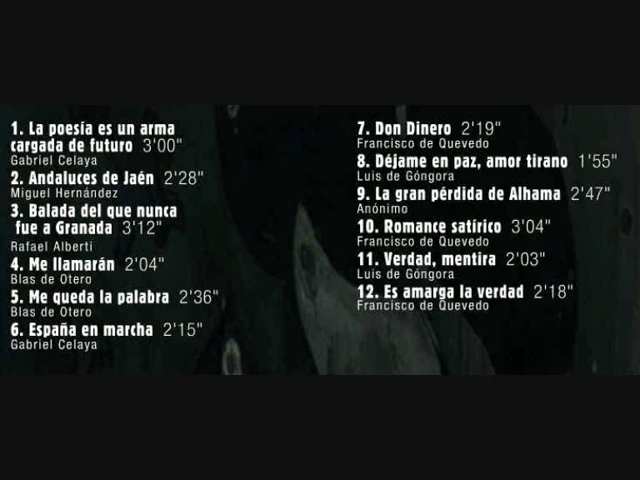 1. La poesía es un arma
cargada de futuro 3'00"
Gabriel Celaya
2. Andaluces de Jaén 2'28"
Miguel Hernández
3. Balada del que nunca
fue a Granada 3'12"
Rafael Alberti
4. Me llamarán 2'04"
Blas de Otero
5. Me queda la palabra 2'36"
Blas de Otero
6. España en marcha 2'15"
Gabriel Celaya
7. Don Dinero 2'19"
Francisco de Quevedo
8. Déjame en paz, amor tirano 1'55"
Luis de Góngora
9. La gran pérdida de Alhama 2'47"
Anónimo
10. Romance satírico 3'04"
Francisco de Quevedo
11. Verdad, mentira 2'03"
Luis de Góngora
12. Es amarga la verdad 2'18"
Francisco de Quevedo